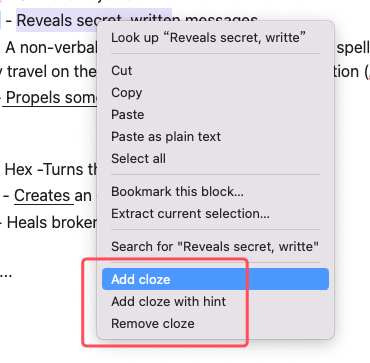 - Reveals secret, written messages
Look up “Reveals secret, writte”
A non-verbal spell
Cut
travel on the
Copy
- Propels som
Paste
Paste as plain text
Select all
Hex -Turns th
Bookmark this block...
- Creates an
Extract current selection...
- Heals broken
Search for "Reveals secret, writte"
...
Add cloze
Add cloze with hint
Remove cloze